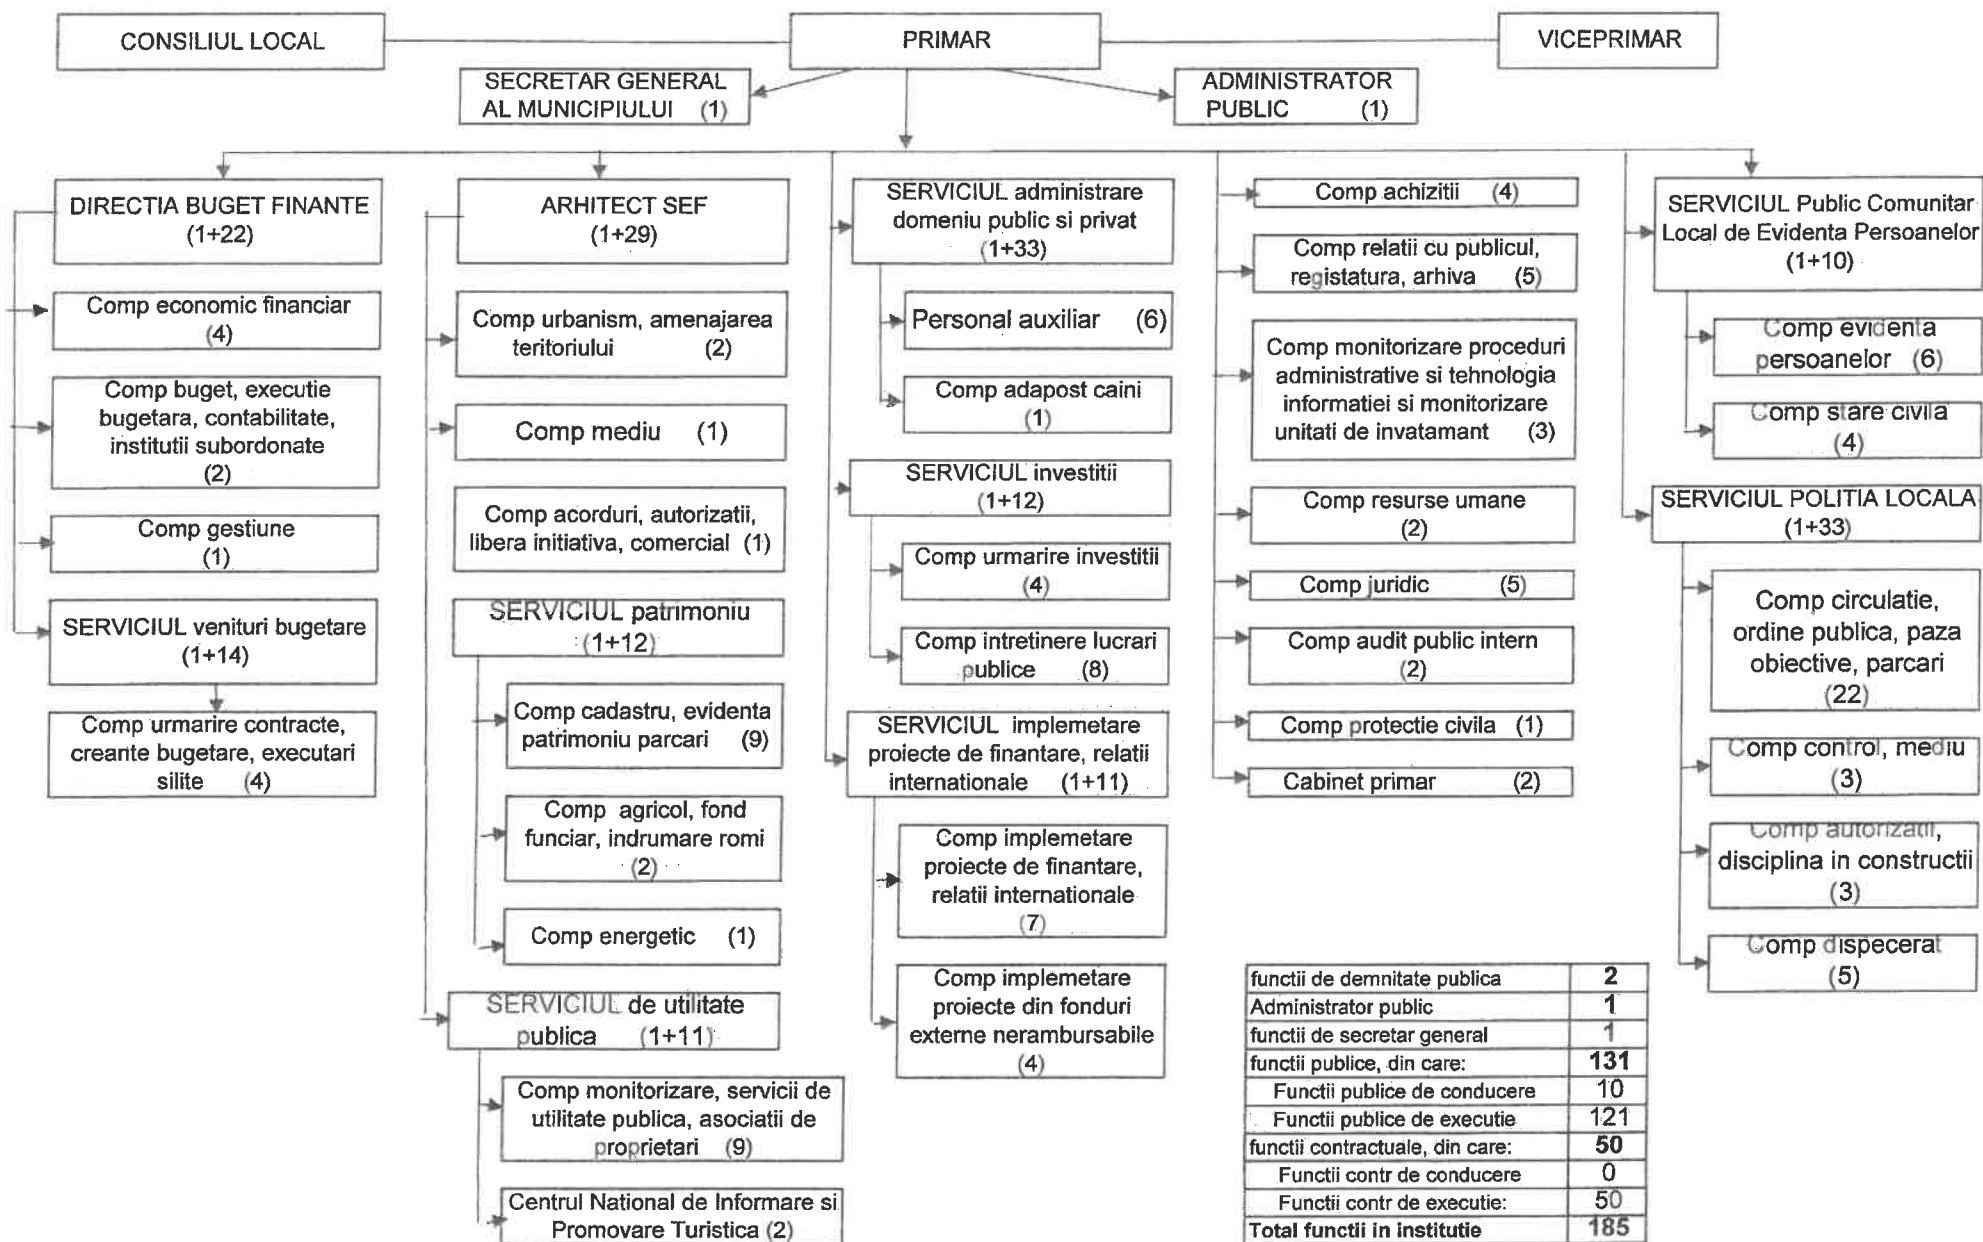 CONSILIUL LOCAL
PRIMAR
VICEPRIMAR
SECRETAR GENERAL
AL MUNICIPIULUI (1)
ADMINISTRATOR
PUBLIC (1)
DIRECTIA BUGET FINANTE
(1+22)
Comp economic financiar
(4)
Comp buget, executie
bugetara, contabilitate,
institutii subordonate
(2)
Comp gestiune
(1)
SERVICIUL venituri bugetare
(1+14)
Comp urmarire contracte,
creante bugetare, executari
silite (4)
ARHITECT SEF
(1+29)
Comp urbanism, amenajarea
teritoriului (2)
Comp mediu (1)
Comp acorduri, autorizatii,
libera initiativa, comercial (1)
SERVICIUL patrimoniu
(1+12)
Comp cadastru, evidenta
patrimoniu parcari (9)
Comp agricol, fond
funciar, indrumare romi
(2)
Comp energetic (1)
SERVICIUL de utilitate
publica (1+11)
Comp monitorizare, servicii de
utilitate publica, asociatii de
proprietari (9)
Centrul National de Informare si
Promovare Turistica (2)
SERVICIUL administrare
domeniu public si privat
(1+33)
Personal auxiliar (6)
Comp adapost caini
(1)
SERVICIUL investitii
(1+12)
Comp urmarire investitii
(4)
Comp intretinere lucrari
publice (8)
SERVICIUL implemetare
proiecte de finantare, relatii
internationale (1+11)
Comp implemetare
proiecte de finantare,
relatii internationale
(7)
Comp implemetare
proiecte din fonduri
externe nerambursabile
(4)
Comp achizitii (4)
Comp relatii cu publicul,
registatura, arhiva (5)
Comp monitorizare proceduri
administrative si tehnologia
informatiei si monitorizare
unitati de invatamant (3)
Comp resurse umane
(2)
Comp juridic (5)
Comp audit public intern
(2)
Comp protectie civila (1)
Cabinet primar (2)
SERVICIUL Public Comunitar
Local de Evidenta Persoanelor
(1+10)
Comp evidenta
persoanelor (6)
Comp stare civila
(4)
SERVICIUL POLITIA LOCALA
(1+33)
Comp circulatie,
ordine publica, paza
obiective, parcari
(22)
Comp control, mediu
(3)
Comp autorizatii,
disciplina in constructii
(3)
Comp dispecerat
(5)
functii de demnitate publica 2
Administrator public 1
functii de secretar general 1
functii publice, din care: 131
Functii publice de conducere 10
Functii publice de executie 121
functii contractuale, din care: 50
Functii contr de conducere 0
Functii contr de executie: 50
Total functii in institutie 185